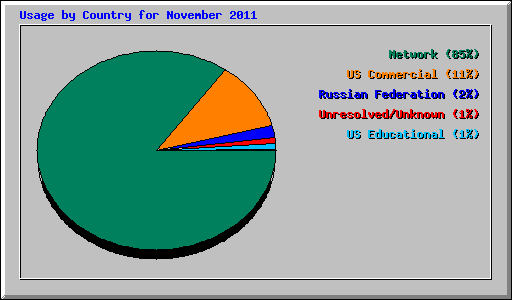 Usage by Country for November 2011
Network (85%)
US Commercial (11%)
Russian Federation (2%)
Unresolved/Unknown (1%)
US Educational (1%)